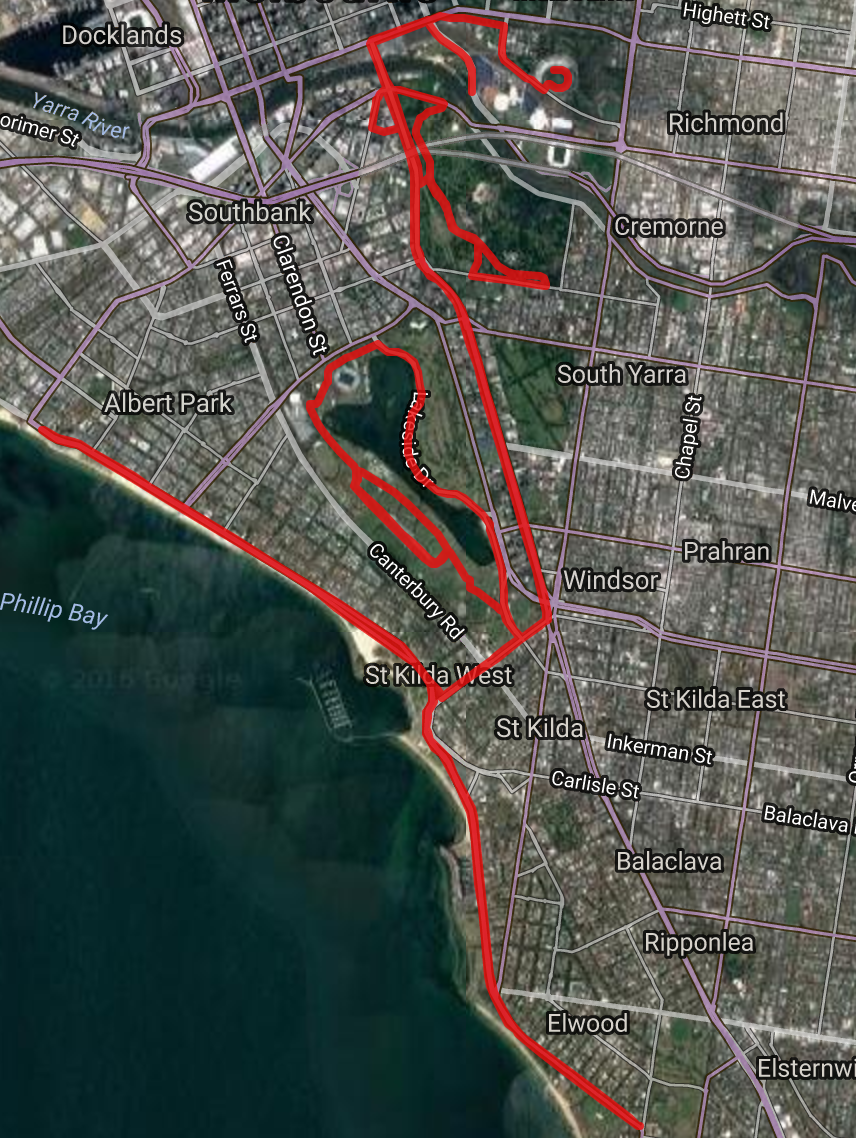 Highett St
Docklands
Yarra River
orimer St
Richmond
Southbank
Cremorne
Clarendon St
Ferrars St
South Yarra
Albert Park
Lakeside Dr
Chapel St
Malve
Prahran
Canterbury Rd
Windsor
Phillip Bay
St Kilda West
St Kilda East
St Kilda
Inkerman St
Carlisle St
Balaclava
Balaclava
Ripponlea
Elwood
Elsternwi